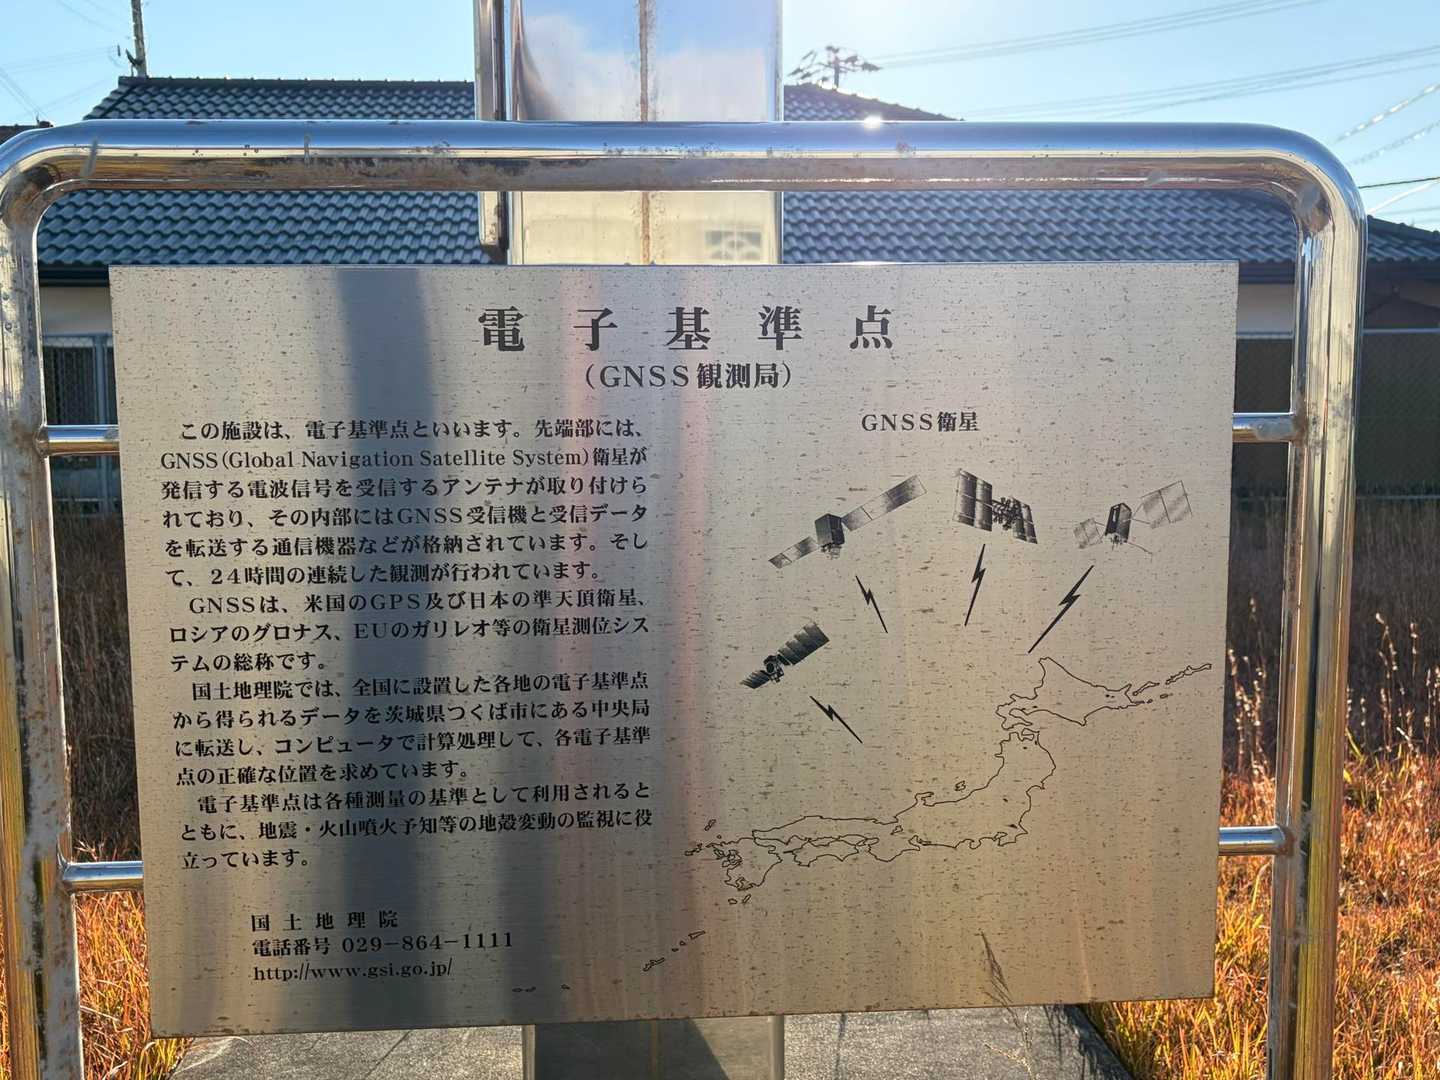 電子基準点
（GNSS観測局）
この施設は、電子基準点といいます。先端部には、
GNSS(Global Navigation Satellite System)衛星が
発信する電波信号を受信するアンテナが取り付けら
れており、その内部にはGNSS受信機と受信データ
を転送する通信機器などが格納されています。そし
て、24時間の連続した観測が行われています。
GNSSは、米国のGPS及び日本の準天頂衛星、
ロシアのグロナス、EUのガリレオ等の衛星測位シス
テムの総称です。
国土地理院では、全国に設置した各地の電子基準点
から得られるデータを茨城県つくば市にある中央局
に転送し、コンピュータで計算処理して、各電子基準
点の正確な位置を求めています。
電子基準点は各種測量の基準として利用されると
ともに、地震・火山噴火予知等の地殻変動の監視に役
立っています。
国土地理院
電話番号 029−864−1111
http://www.gsi.go.jp/
GNSS衛星